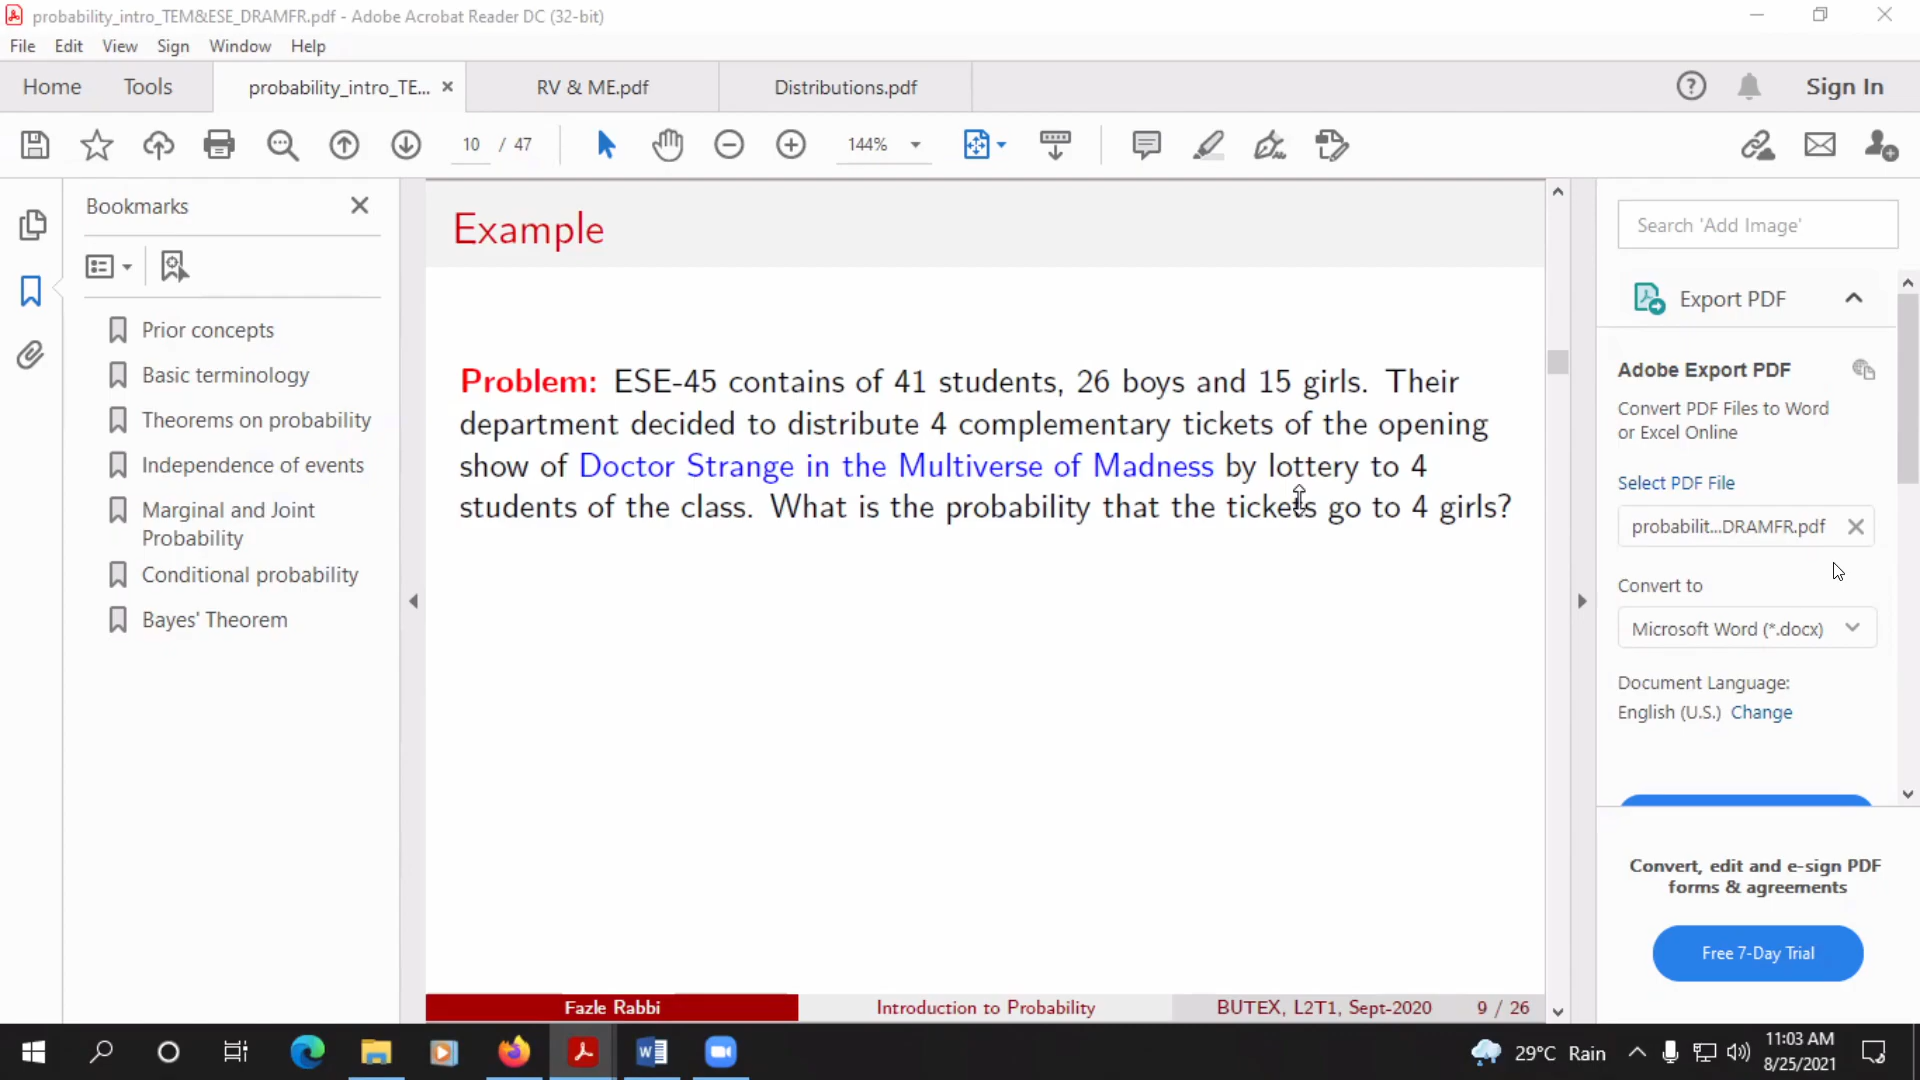 probability_intro_TEM&ESE_DRAMFR.pdf - Adobe Acrobat Reader DC (32-bit)
File Edit View Sign Window Help
Home Tools probability_intro_TE... RV & ME.pdf Distributions.pdf Sign In
10 / 47 144%
Bookmarks
Prior concepts
Basic terminology
Theorems on probability
Independence of events
Marginal and Joint
Probability
Conditional probability
Bayes' Theorem
Example
Problem: ESE-45 contains of 41 students, 26 boys and 15 girls. Their
department decided to distribute 4 complementary tickets of the opening
show of Doctor Strange in the Multiverse of Madness by lottery to 4
students of the class. What is the probability that the tickets go to 4 girls?
Fazle Rabbi Introduction to Probability BUTEX, L2T1, Sept-2020 9 / 26
Search 'Add Image'
Export PDF
Adobe Export PDF
Convert PDF Files to Word
or Excel Online
Select PDF File
probabilit...DRAMFR.pdf
Convert to
Microsoft Word (*.docx)
Document Language:
English (U.S.) Change
Convert, edit and e-sign PDF
forms & agreements
Free 7-Day Trial
29°C Rain
11:03 AM
8/25/2021